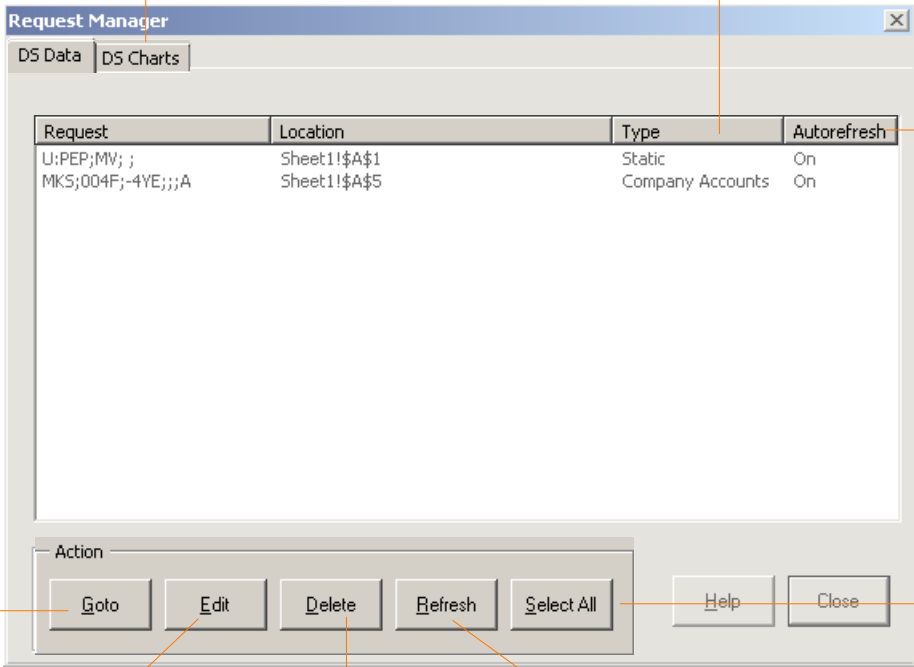 Request Manager
DS Data DS Charts
Request Location Type Autorefresh
U:PEP;MV; ; Sheet1!$A$1 Static On
MKS;004F;-4YE;;;A Sheet1!$A$5 Company Accounts On
Action
Goto Edit Delete Refresh Select All Help Close